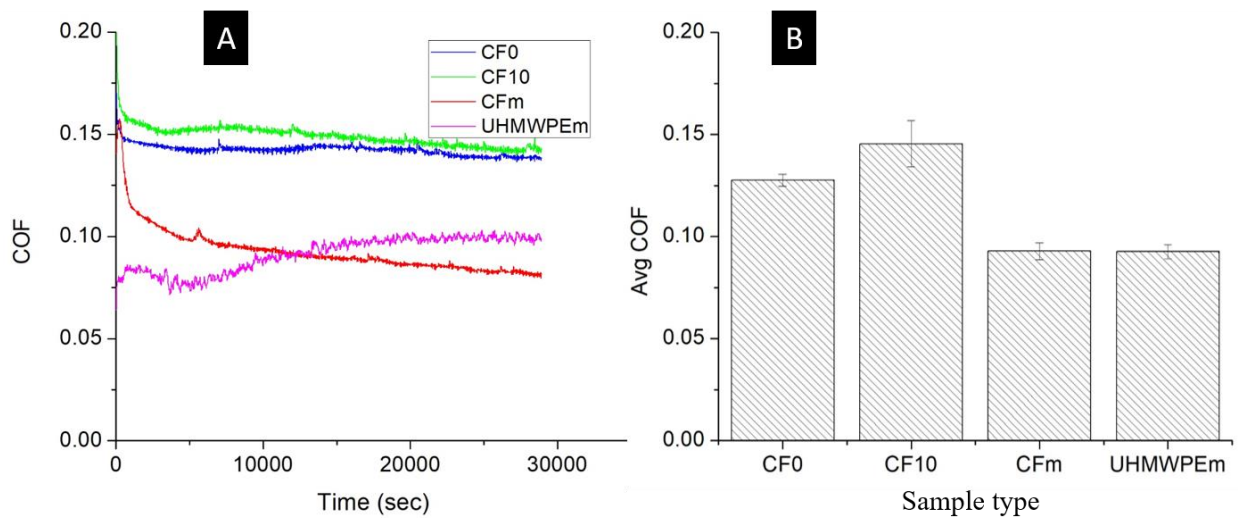 A
CF0
CF10
CFm
UHMWPEm
0.20
0.15
0.10
0.05
0.00
COF
0 10000 20000 30000
Time (sec)
B
0.20
0.15
0.10
0.05
0.00
Avg COF
CF0 CF10 CFm UHMWPEm
Sample type